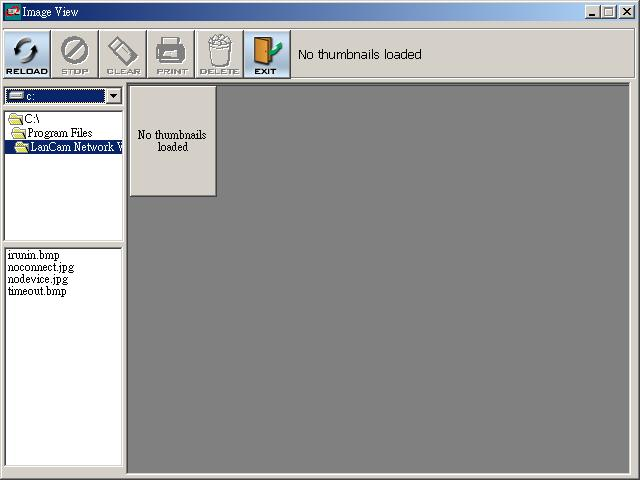 Image View
RELOAD
STOP
CLEAR
PRINT
DELETE
EXIT
No thumbnails loaded
c:
C:\
Program Files
LanCam Network
No thumbnails
loaded
irunin.bmp
noconnect.jpg
nodevice.jpg
timeout.bmp